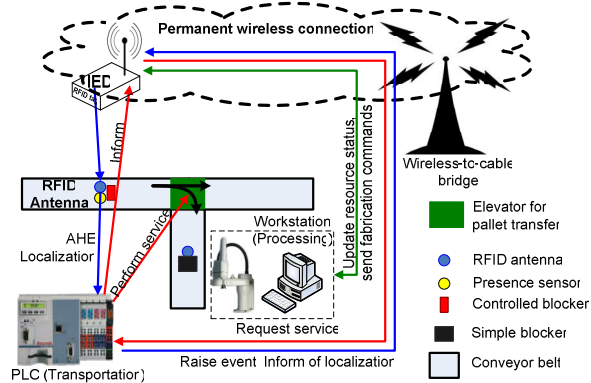 Permanent wireless connection
IED
RFID tag
Inform
RFID
Antenna
AHE
Localization
Perform service
Workstation
(Processing)
Update resource status,
send fabrication commands
Request service
Raise event Inform of localization
PLC (Transportation)
Wireless-to-cable
bridge
Elevator for
pallet transfer
RFID antenna
Presence sensor
Controlled blocker
Simple blocker
Conveyor belt